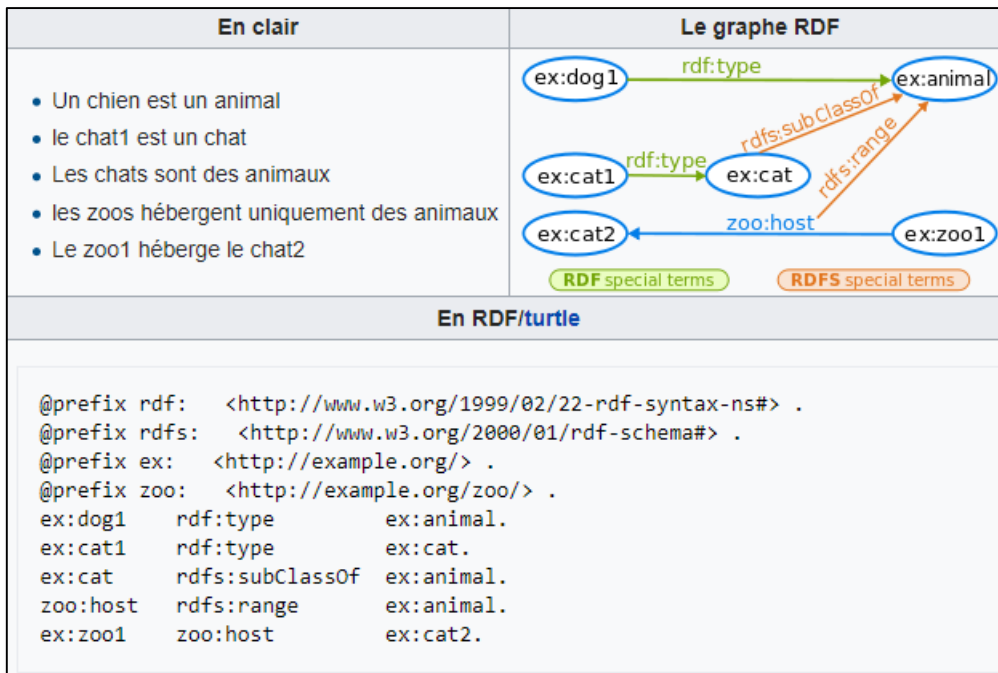 En clair
Le graphe RDF
• Un chien est un animal
• le chat1 est un chat
• Les chats sont des animaux
• les zoos hébergent uniquement des animaux
• Le zoo1 héberge le chat2
ex:dog1
rdf:type
ex:animal
rdfs:subClassOf
rdfs:range
ex:cat1
rdf:type
ex:cat
ex:cat2
zoo:host
ex:zoo1
RDF special terms
RDFS special terms
En RDF/turtle
@prefix rdf:   <http://www.w3.org/1999/02/22-rdf-syntax-ns#> .
@prefix rdfs:   <http://www.w3.org/2000/01/rdf-schema#> .
@prefix ex:   <http://example.org/> .
@prefix zoo:   <http://example.org/zoo/> .
ex:dog1    rdf:type         ex:animal.
ex:cat1    rdf:type         ex:cat.
ex:cat     rdfs:subClassOf  ex:animal.
zoo:host   rdfs:range       ex:animal.
ex:zoo1    zoo:host         ex:cat2.